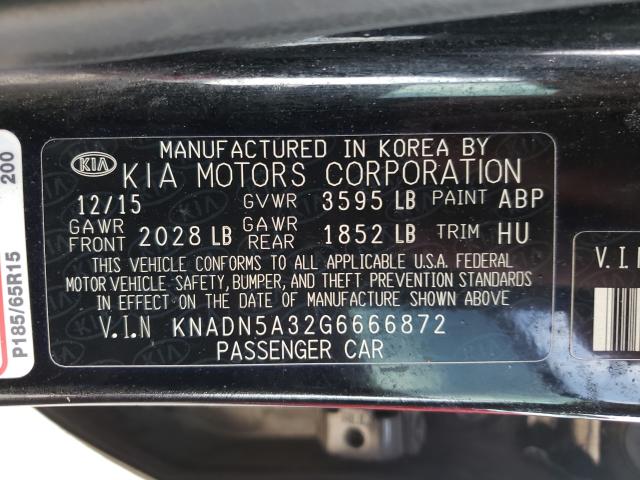 MANUFACTURED IN KOREA BY
KIA KIA MOTORS CORPORATION
12/15 GVWR 3595 LB PAINT ABP
GAWR FRONT 2028 LB GAWR REAR 1852 LB TRIM HU
THIS VEHICLE CONFORMS TO ALL APPLICABLE U.S.A. FEDERAL
MOTOR VEHICLE SAFETY, BUMPER, AND THEFT PREVENTION STANDARDS
IN EFFECT ON THE DATE OF MANUFACTURE SHOWN ABOVE
V.I.N KNADN5A32G6666872
PASSENGER CAR
P185/65R15 200
V.I.N